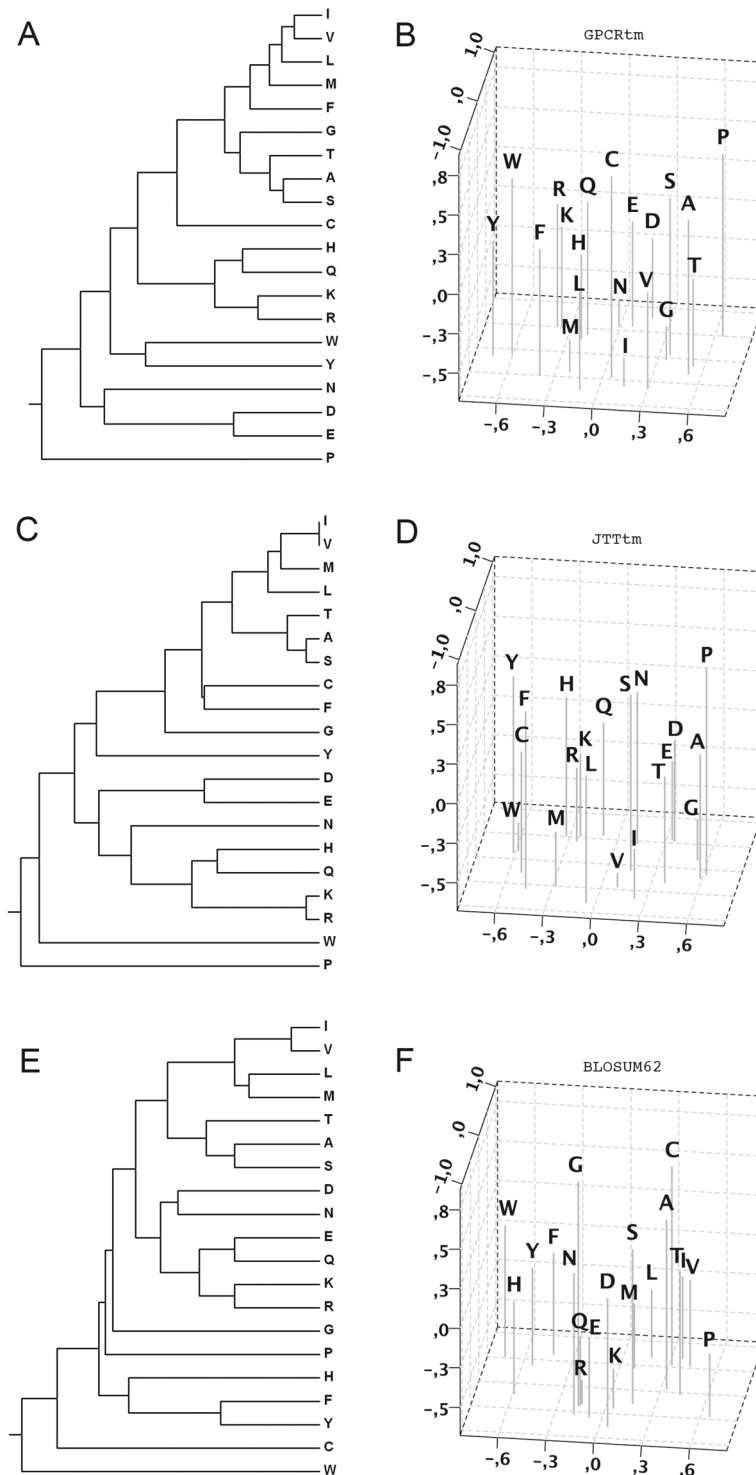 A
I
V
L
M
F
G
T
A
S
C
H
Q
K
R
W
Y
N
D
E
P
B
GPCRtm
1,0
,0
-1,0
,8
,5
,3
,0
-,3
-,5
-,6
-,3
,0
,3
,6
W
Y
R
K
Q
F
H
L
M
C
E
D
S
A
P
T
N
V
G
I
C
I
V
M
L
T
A
S
C
F
G
Y
D
E
N
H
Q
K
R
W
P
D
JTTtm
1,0
,0
-1,0
,8
,5
,3
,0
-,3
-,5
-,6
-,3
,0
,3
,6
Y
F
C
H
S
N
P
Q
K
R
L
D
E
A
T
W
M
G
I
V
E
I
V
L
M
T
A
S
D
N
E
Q
K
R
G
P
H
F
Y
C
W
F
BLOSUM62
1,0
,0
-1,0
,8
,5
,3
,0
-,3
-,5
-,6
-,3
,0
,3
,6
C
G
A
W
S
F
Y
N
T
I
V
L
H
D
M
Q
E
P
K
R